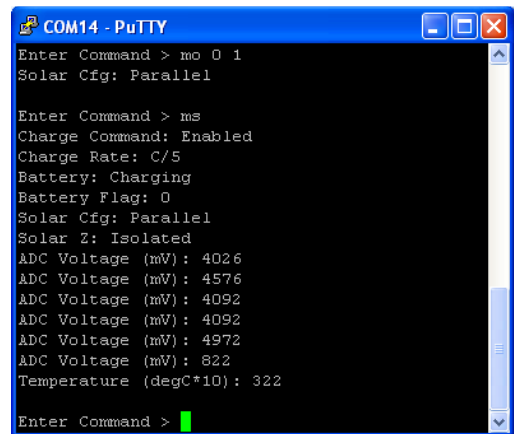 COM14 - PuTTY
Enter Command > mo 0 1
Solar Cfg: Parallel
Enter Command > ms
Charge Command: Enabled
Charge Rate: C/5
Battery: Charging
Battery Flag: 0
Solar Cfg: Parallel
Solar Z: Isolated
ADC Voltage (mV): 4026
ADC Voltage (mV): 4576
ADC Voltage (mV): 4092
ADC Voltage (mV): 4092
ADC Voltage (mV): 4972
ADC Voltage (mV): 822
Temperature (degC*10): 322
Enter Command >